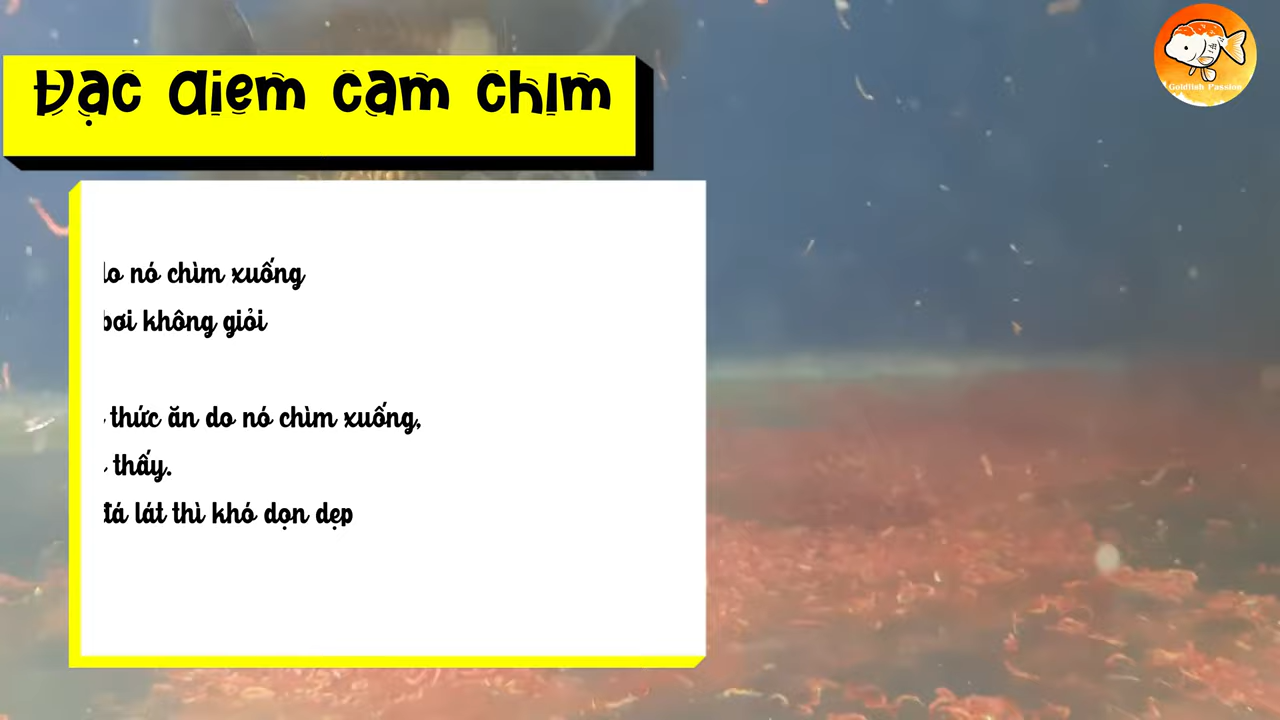 Đặc điểm cám chìm
Goldfish Passion
do nó chìm xuống
bơi không giỏi
thức ăn do nó chìm xuống,
thấy.
đá lát thì khó dọn dẹp